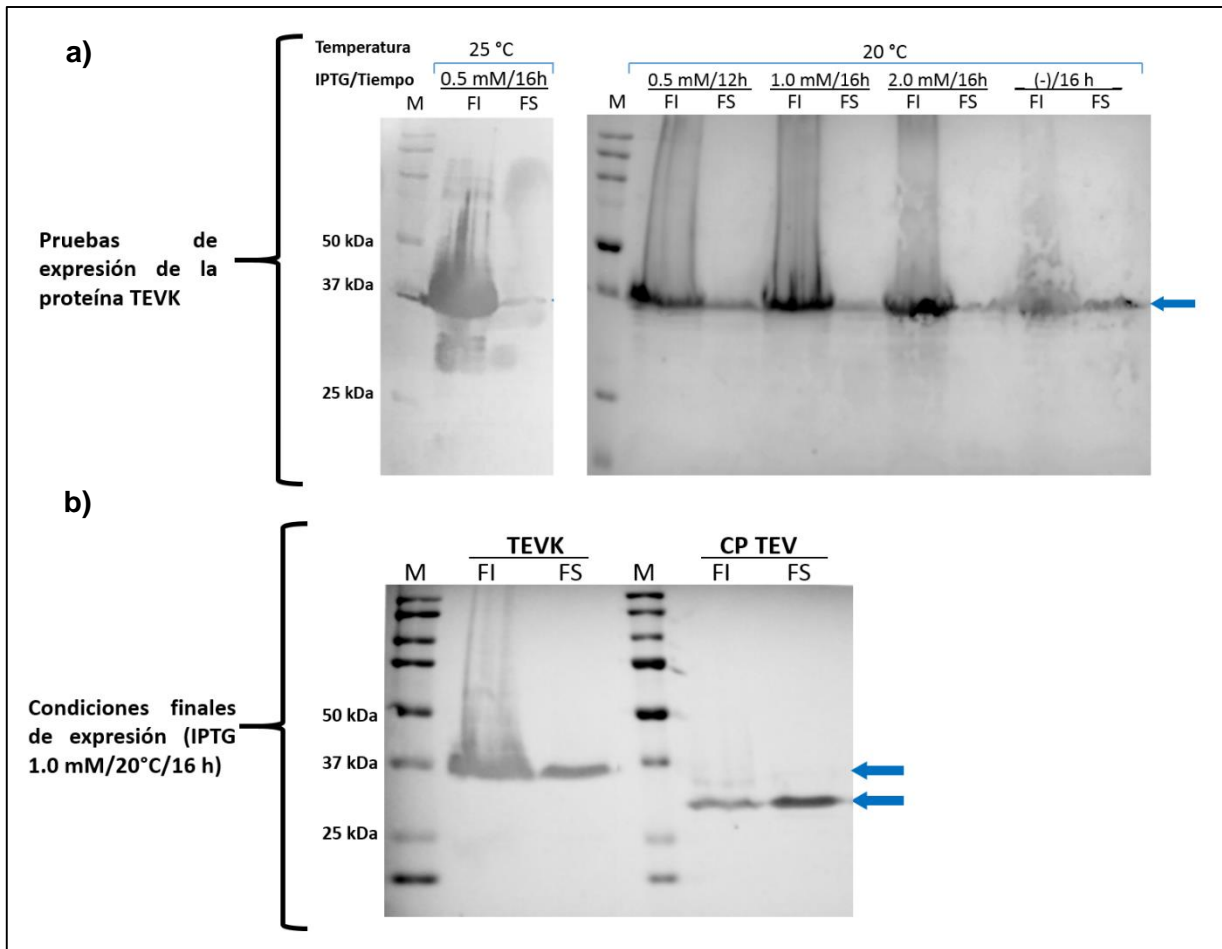 a)
Temperatura
25 °C
20 °C
IPTG/Tiempo
0.5 mM/16h
0.5 mM/12h
1.0 mM/16h
2.0 mM/16h
(-)/16 h
M
FI
FS
M
FI
FS
FI
FS
FI
FS
FI
FS
Pruebas de
expresión de la
proteína TEVK
50 kDa
37 kDa
25 kDa
b)
TEVK
CP TEV
M
FI
FS
M
FI
FS
Condiciones finales
de expresión (IPTG
1.0 mM/20°C/16 h)
50 kDa
37 kDa
25 kDa